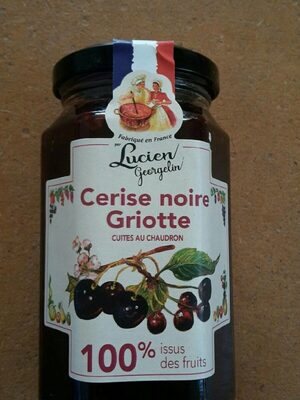 Fabriqué en France
par
Lucien
Georgelin
Cerise noire
Griotte
CUITES AU CHAUDRON
100% issus
des fruits